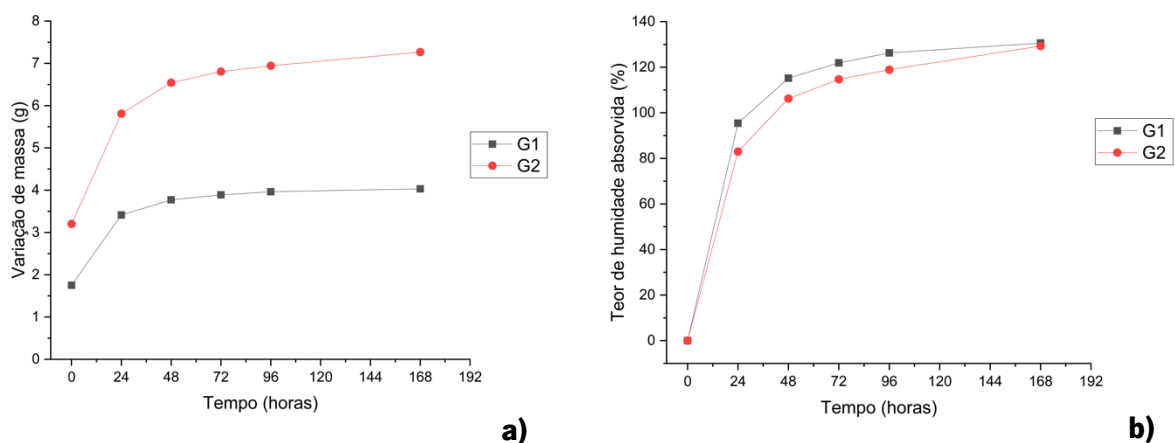 Variação de massa (g)
8
7
6
5
4
3
2
1
0
0 24 48 72 96 120 144 168 192
Tempo (horas)
G1
G2
a)
Teor de humidade absorvida (%)
140
120
100
80
60
40
20
0
0 24 48 72 96 120 144 168 192
Tempo (horas)
G1
G2
b)